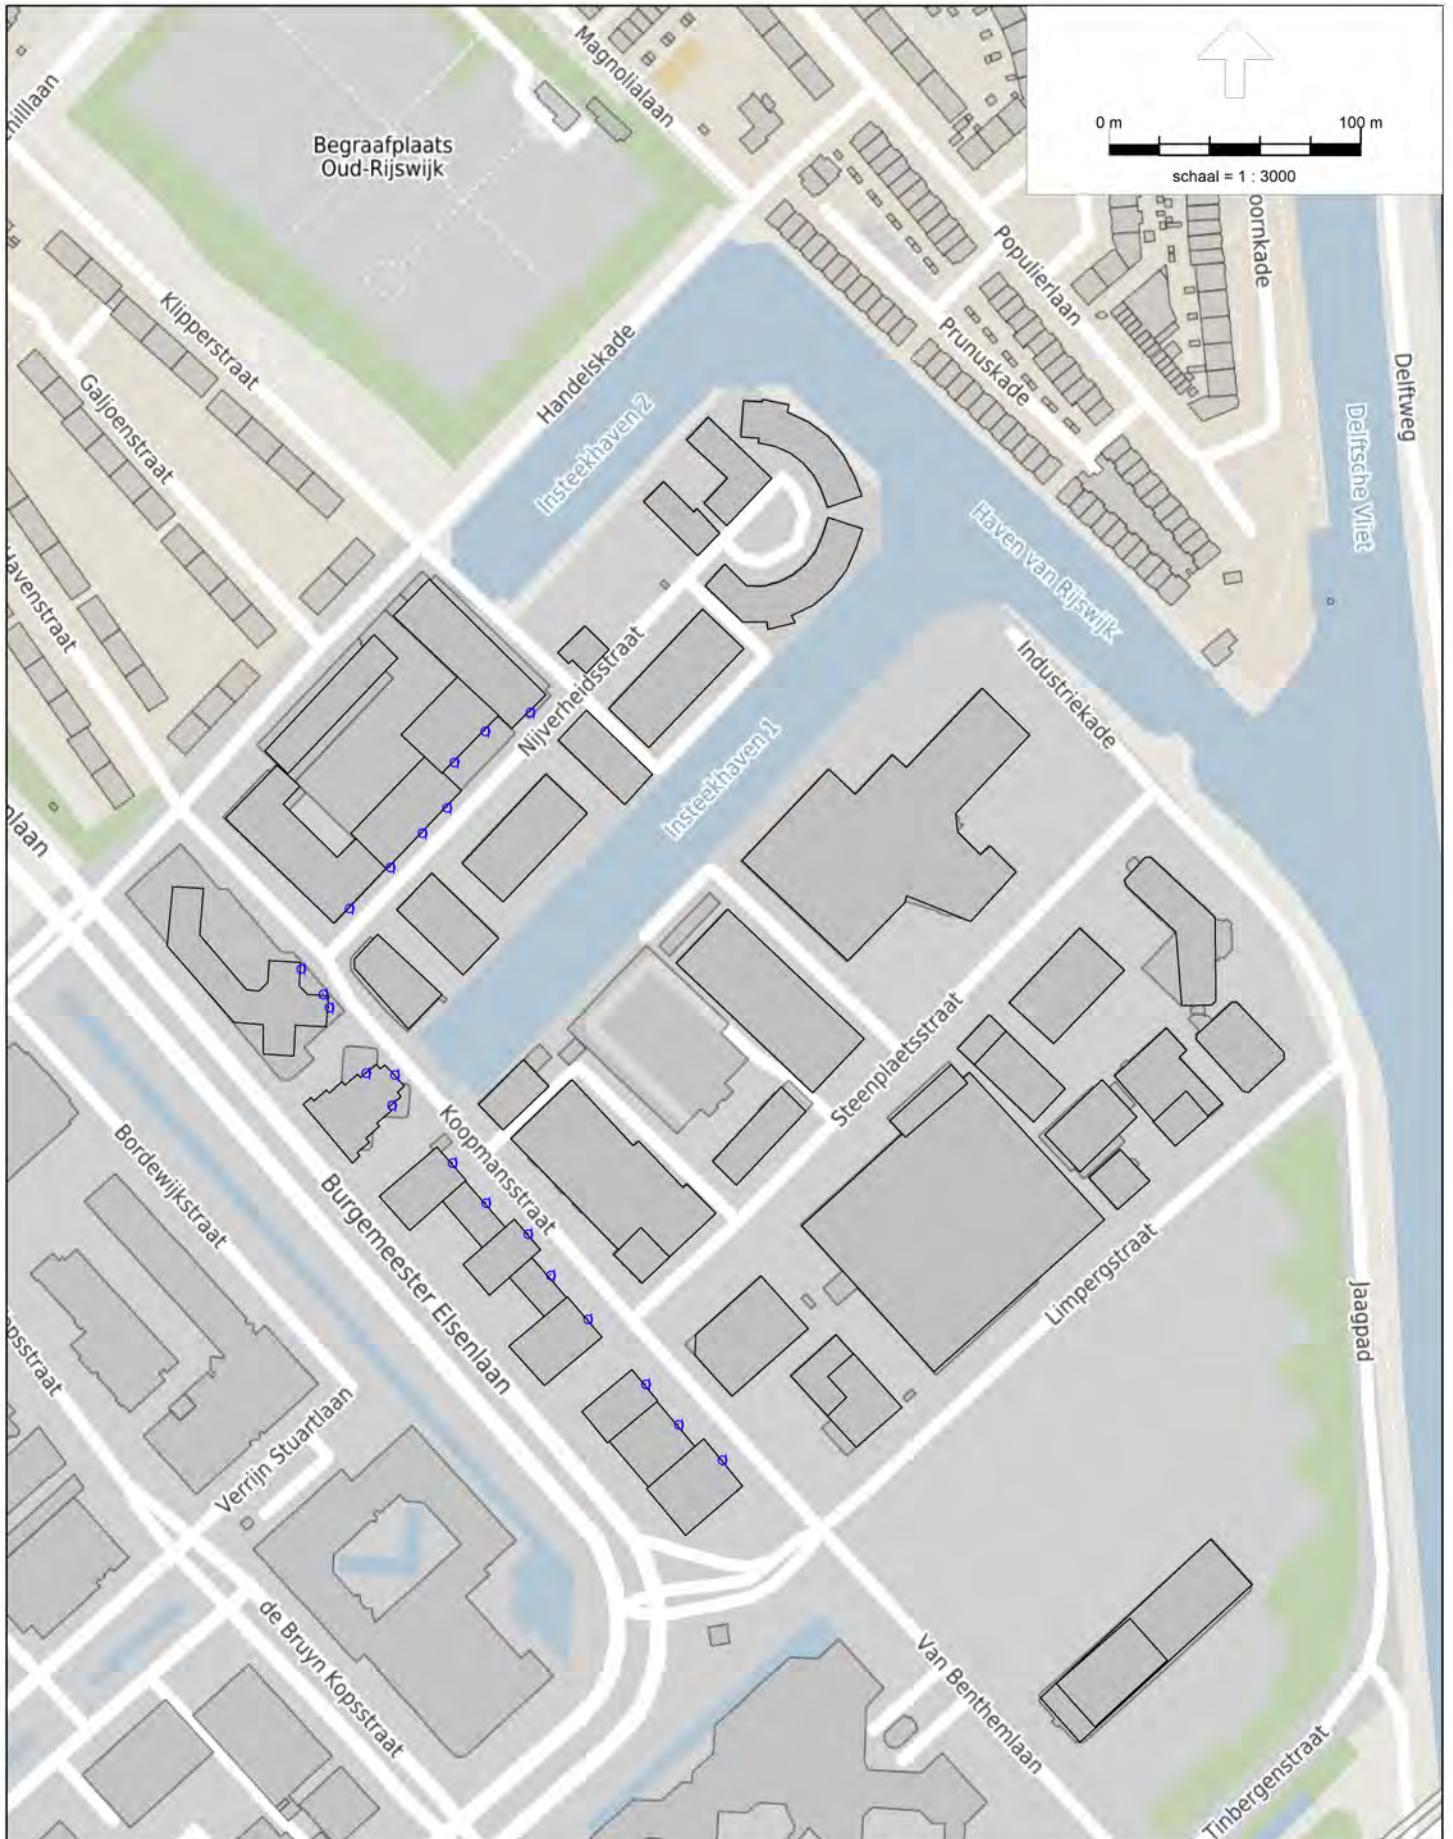 Magnolialaan
0 m
100 m
schaal = 1 : 3000
Begraafplaats
Oud-Rijswijk
Klipperstraat
Galjoenstraat
Havenstraat
Handelskade
Insteekhaven 2
Populierlaan
Prunuskade
Delftweg
Delftsche Vliet
Haven van Rijswijk
Industriekade
Nijverheidsstraat
Insteekhaven 1
Steenplaetsstraat
Koopmansstraat
Burgemeester Elsenlaan
Bordewijkstraat
Limpergstraat
Jaagpad
Verrijn Stuartlaan
de Bruyn Kopsstraat
Van Benthemlaan
Tinbergenstraat